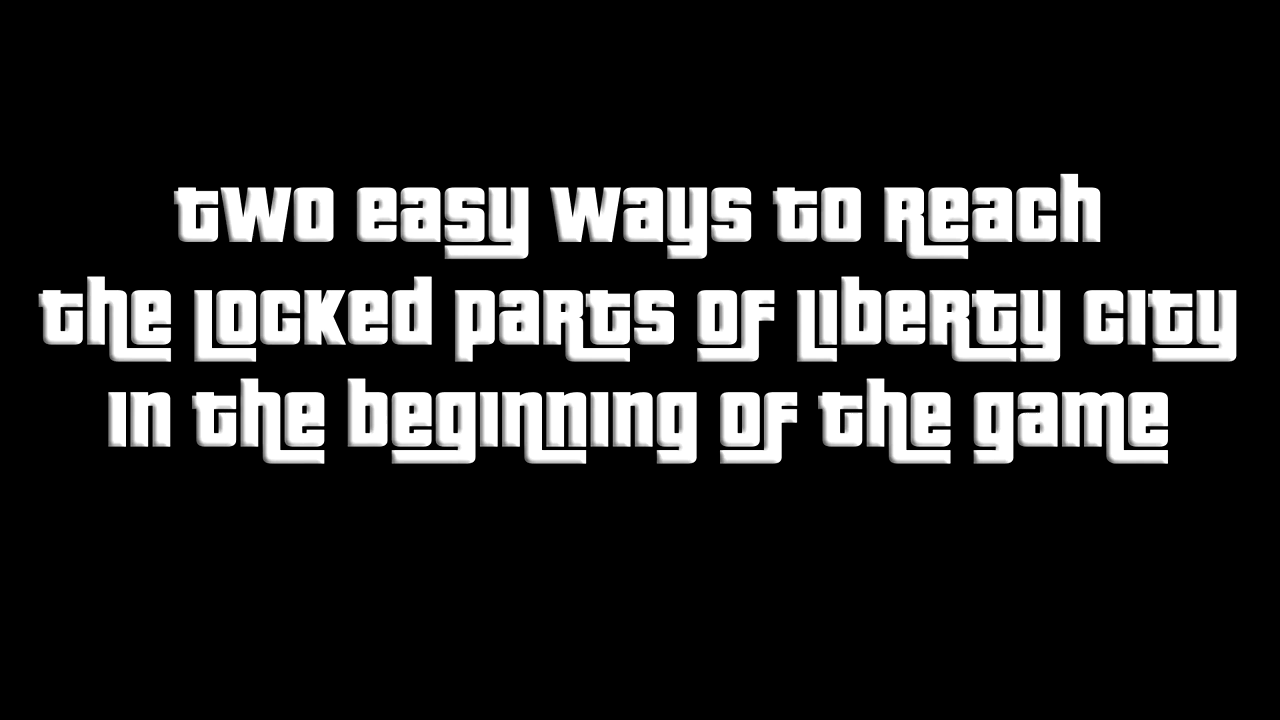 two easy ways to reach
the locked parts of liberty city
in the beginning of the game